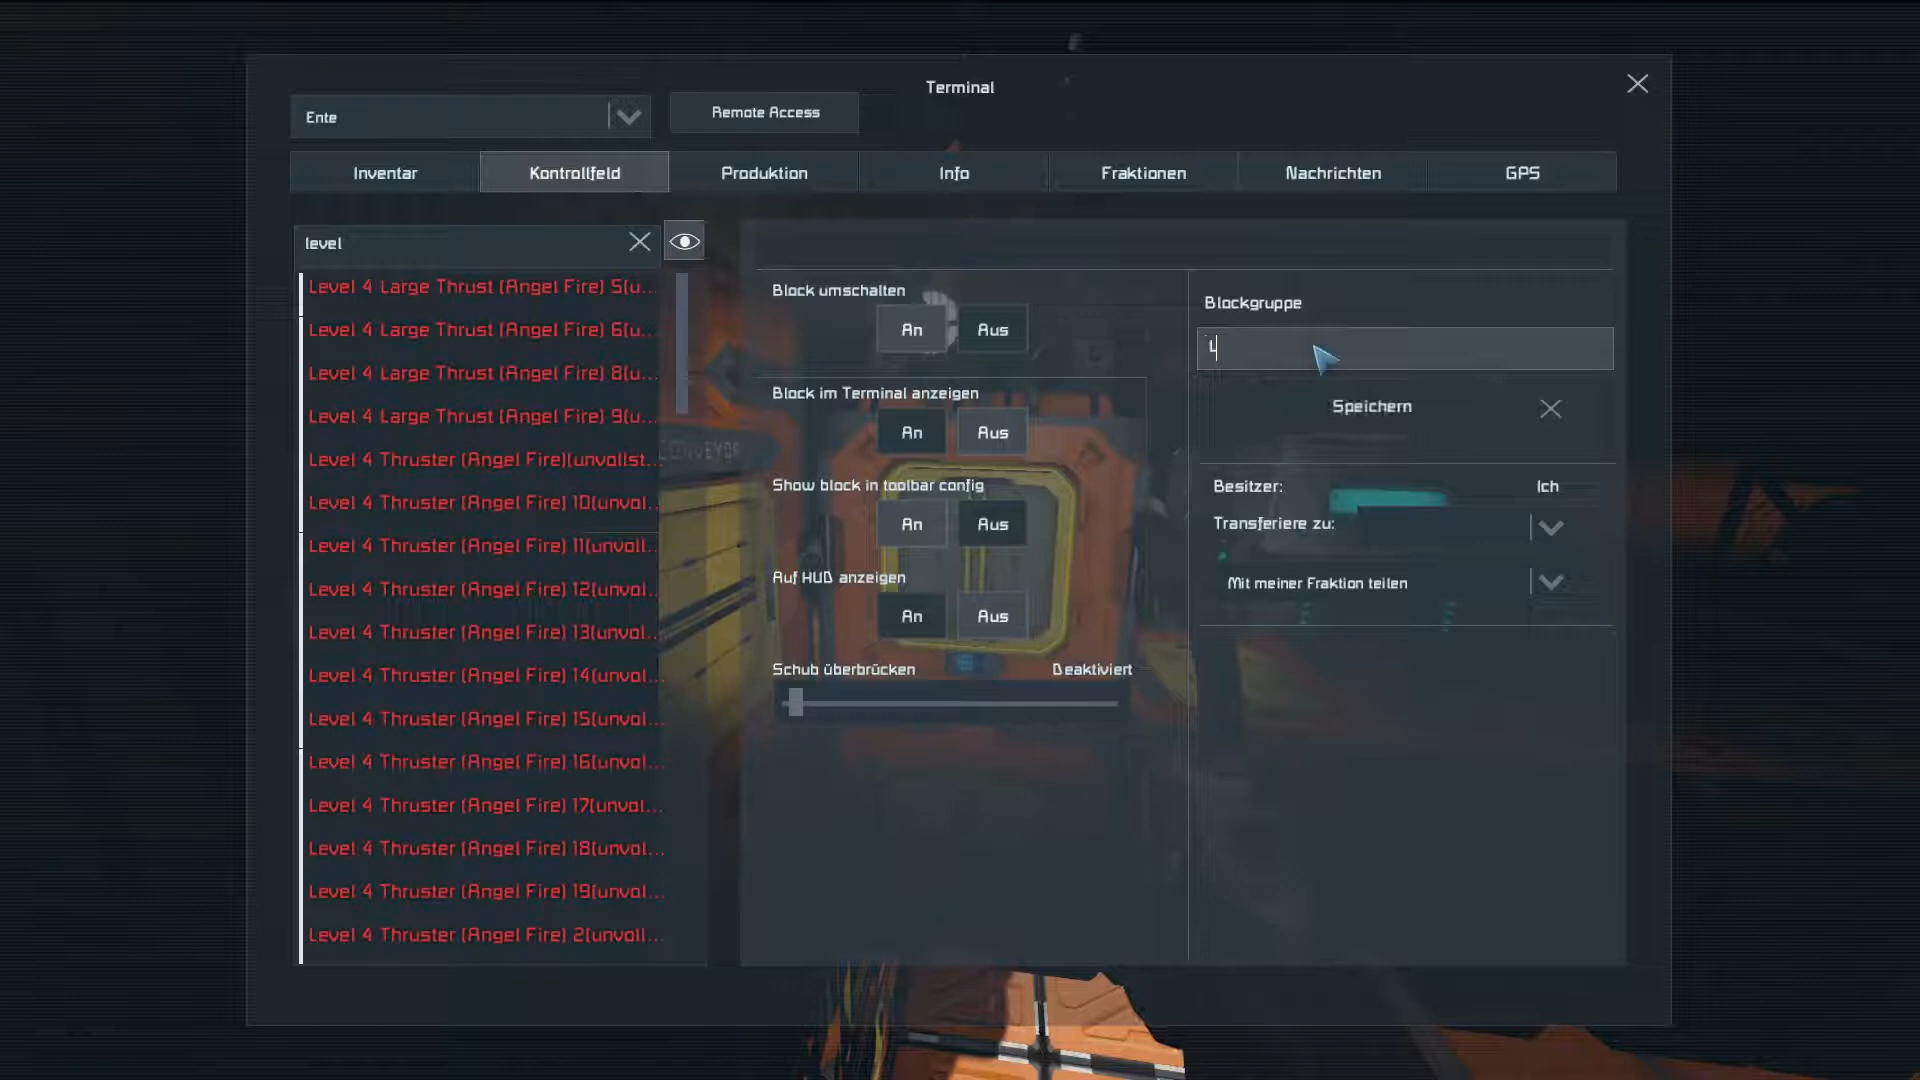 Terminal
Ente
Remote Access
Inventar
Kontrollfeld
Produktion
Info
Fraktionen
Nachrichten
GPS
level
Level 4 Large Thrust (Angel Fire) 5(u...
Level 4 Large Thrust (Angel Fire) 6(u...
Level 4 Large Thrust (Angel Fire) 8(u...
Level 4 Large Thrust (Angel Fire) 9(u...
Level 4 Thruster (Angel Fire)(unvollst...
Level 4 Thruster (Angel Fire) 10(unvol...
Level 4 Thruster (Angel Fire) 11(unvoll...
Level 4 Thruster (Angel Fire) 12(unvol...
Level 4 Thruster (Angel Fire) 13(unvol...
Level 4 Thruster (Angel Fire) 14(unvol...
Level 4 Thruster (Angel Fire) 15(unvol...
Level 4 Thruster (Angel Fire) 16(unvol...
Level 4 Thruster (Angel Fire) 17(unvol...
Level 4 Thruster (Angel Fire) 18(unvol...
Level 4 Thruster (Angel Fire) 19(unvol...
Level 4 Thruster (Angel Fire) 2(unvoll...
Block umschalten
An Aus
Block im Terminal anzeigen
An Aus
Show block in toolbar config
An Aus
Auf HUD anzeigen
An Aus
Schub überbrücken Deaktiviert
CONVEYOR
Blockgruppe
L
Speichern
Besitzer: Ich
Transferiere zu:
Mit meiner Fraktion teilen